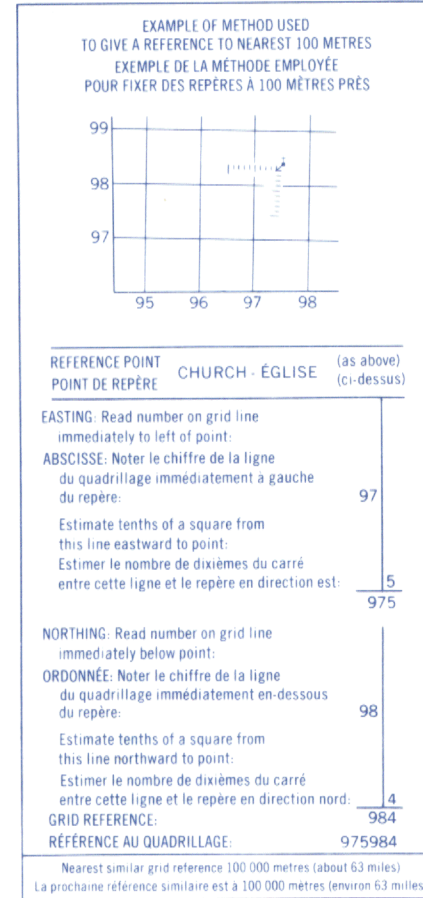 EXAMPLE OF METHOD USED
TO GIVE A REFERENCE TO NEAREST 100 METRES
EXEMPLE DE LA MÉTHODE EMPLOYÉE
POUR FIXER DES REPÈRES À 100 MÈTRES PRÈS
99
98
97
95 96 97 98
REFERENCE POINT
POINT DE REPÈRE
CHURCH - ÉGLISE
(as above)
(ci-dessus)
EASTING: Read number on grid line
immediately to left of point:
ABSCISSE: Noter le chiffre de la ligne
du quadrillage immédiatement à gauche
du repère: 97
Estimate tenths of a square from
this line eastward to point:
Estimer le nombre de dixièmes du carré
entre cette ligne et le repère en direction est: 5
975
NORTHING: Read number on grid line
immediately below point:
ORDONNÉE: Noter le chiffre de la ligne
du quadrillage immédiatement en-dessous
du repère: 98
Estimate tenths of a square from
this line northward to point:
Estimer le nombre de dixièmes du carré
entre cette ligne et le repère en direction nord: 4
GRID REFERENCE: 984
RÉFÉRENCE AU QUADRILLAGE: 975984
Nearest similar grid reference 100 000 metres (about 63 miles)
La prochaine référence similaire est à 100 000 mètres (environ 63 milles